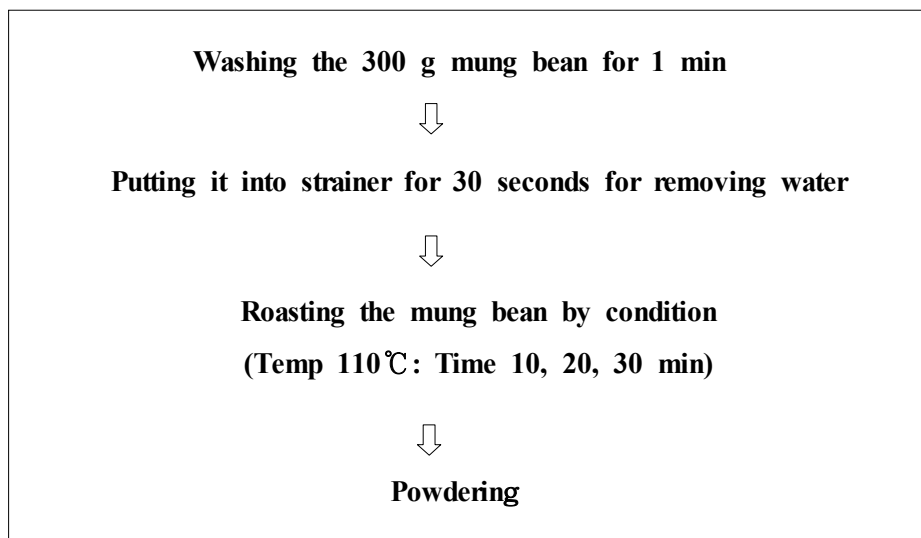 Washing the 300 g mung bean for 1 min
Putting it into strainer for 30 seconds for removing water
Roasting the mung bean by condition
(Temp 110℃: Time 10, 20, 30 min)
Powdering